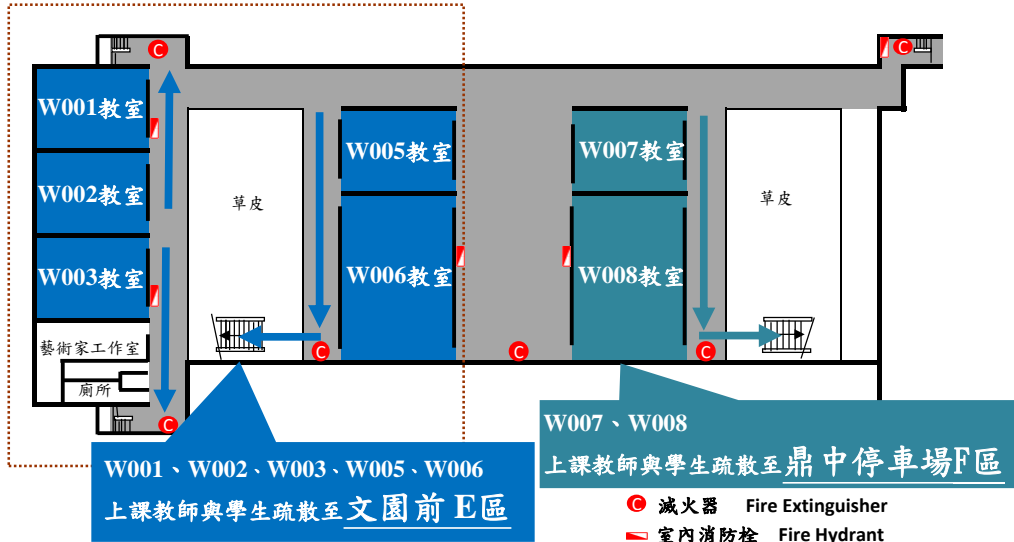 C
C
W001教室
W005教室
W007教室
W002教室
草皮
草皮
W003教室
W006教室
W008教室
藝術家工作室
C
C
C
廁所
C
W001、W002、W003、W005、W006
上課教師與學生疏散至文園前 E區
W007、W008
上課教師與學生疏散至鼎中停車場F區
C 滅火器 Fire Extinguisher
室內消防栓 Fire Hydrant